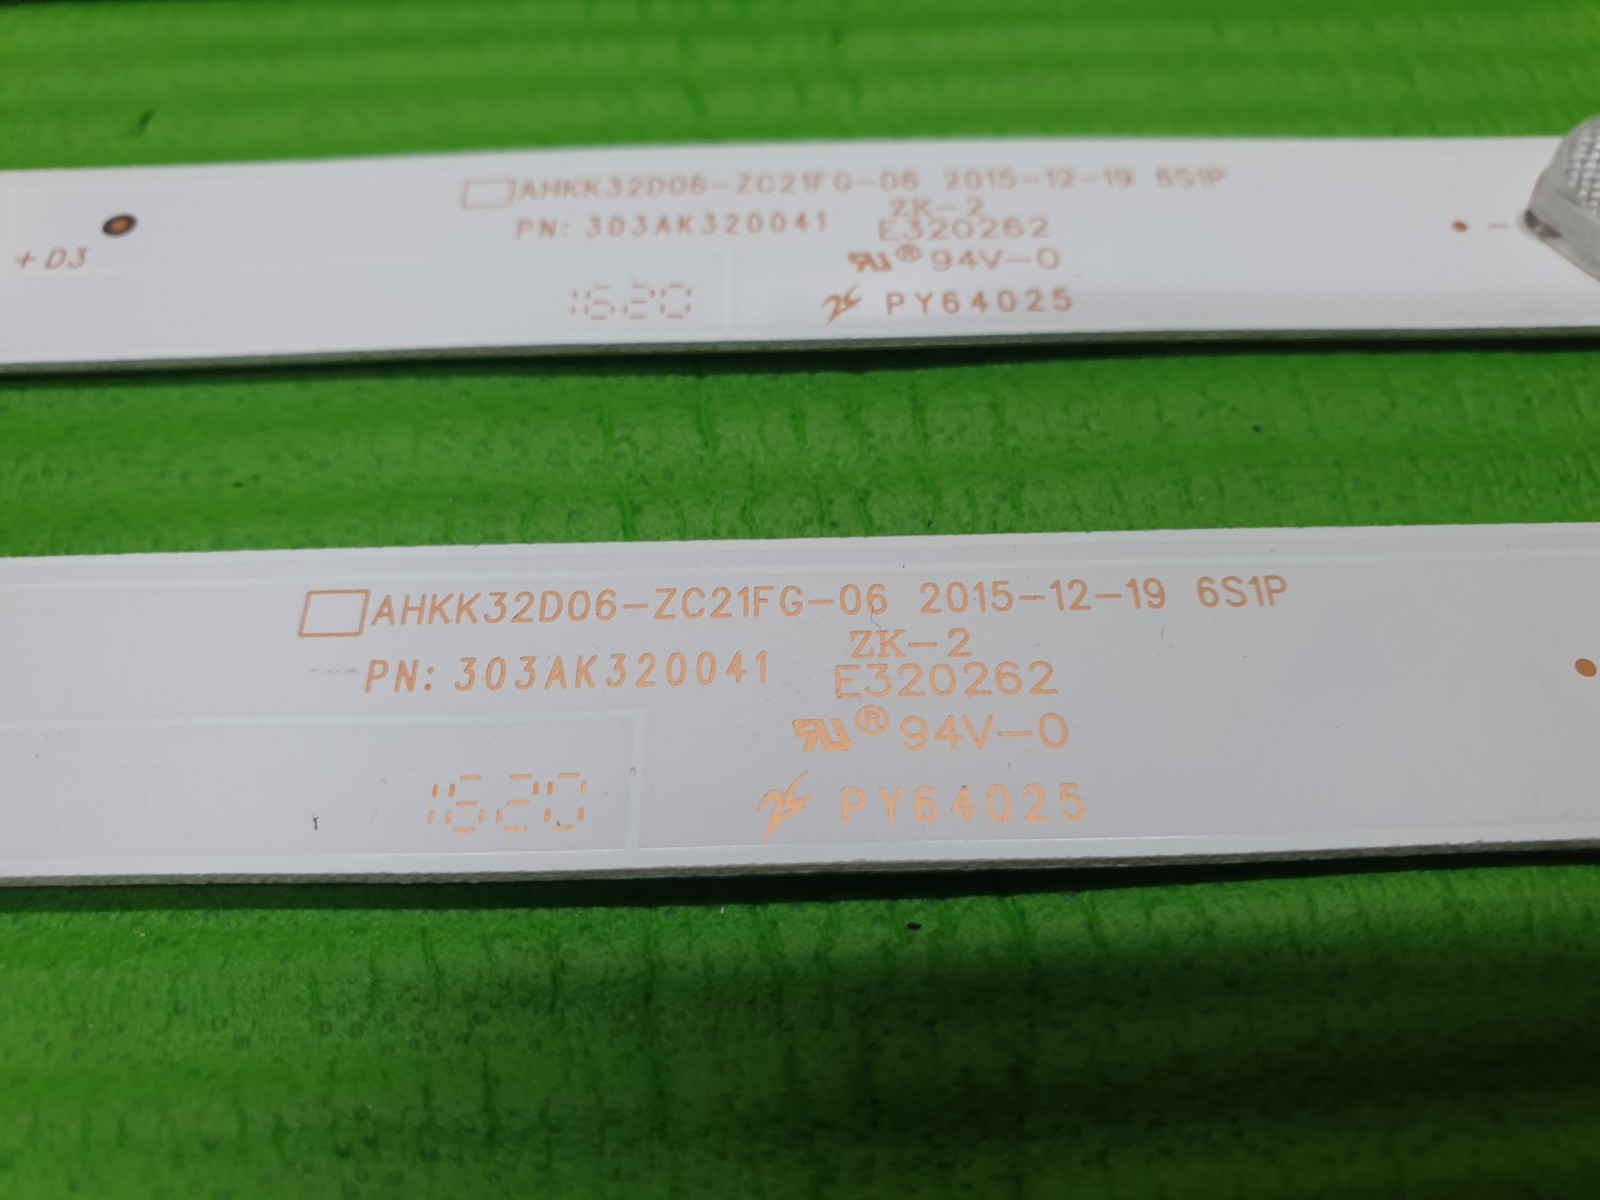 AHKK32D06-ZC21FG-06 2015-12-19 6S1P
ZK-2
PN: 303AK320041 E320262
+D3
® 94V-0
1620 PY64025
AHKK32D06-ZC21FG-06 2015-12-19 6S1P
ZK-2
PN: 303AK320041 E320262
® 94V-0
1620 PY64025